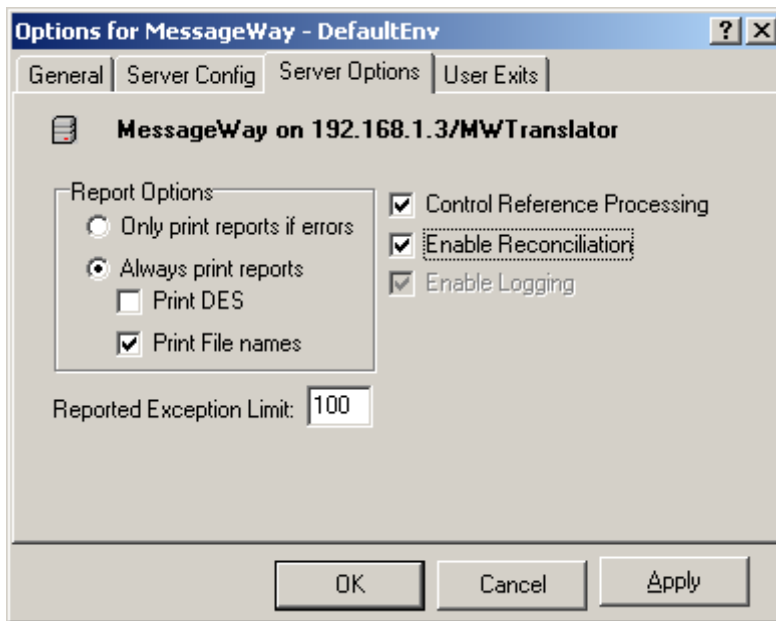 Options for MessageWay - DefaultEnv
General Server Config Server Options User Exits
MessageWay on 192.168.1.3/MWTranslator
Report Options
Only print reports if errors
Always print reports
Print DES
Print File names
Control Reference Processing
Enable Reconciliation
Enable Logging
Reported Exception Limit: 100
OK Cancel Apply